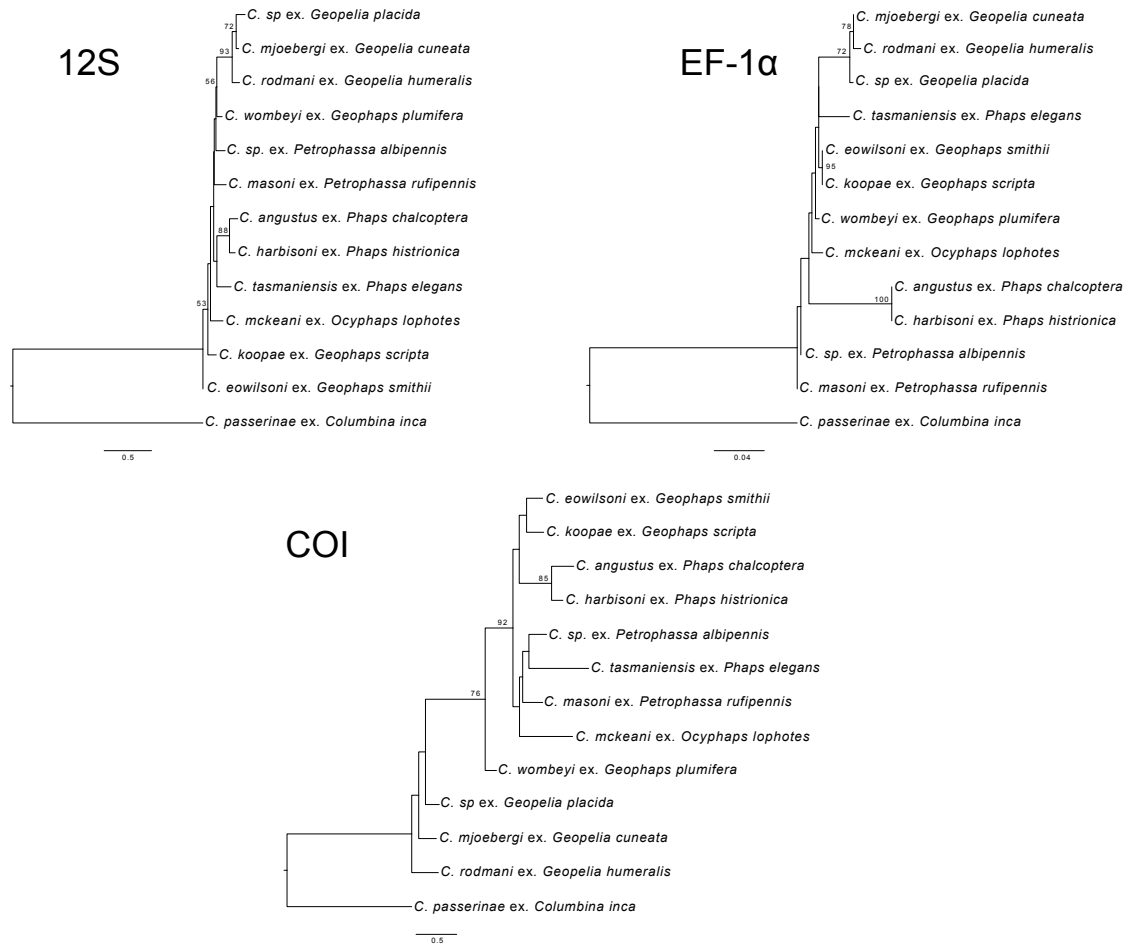 12S
72
93
56
88
53
C. sp ex. Geopelia placida
C. mjoebergi ex. Geopelia cuneata
C. rodmani ex. Geopelia humeralis
C. wombeyi ex. Geophaps plumifera
C. sp. ex. Petrophassa albipennis
C. masoni ex. Petrophassa rufipennis
C. angustus ex. Phaps chalcoptera
C. harbisoni ex. Phaps histrionica
C. tasmaniensis ex. Phaps elegans
C. mckeani ex. Ocyphaps lophotes
C. koopae ex. Geophaps scripta
C. eowilsoni ex. Geophaps smithii
C. passerinae ex. Columbina inca
0.5
EF-1α
78
72
95
100
C. mjoebergi ex. Geopelia cuneata
C. rodmani ex. Geopelia humeralis
C. sp ex. Geopelia placida
C. tasmaniensis ex. Phaps elegans
C. eowilsoni ex. Geophaps smithii
C. koopae ex. Geophaps scripta
C. wombeyi ex. Geophaps plumifera
C. mckeani ex. Ocyphaps lophotes
C. angustus ex. Phaps chalcoptera
C. harbisoni ex. Phaps histrionica
C. sp. ex. Petrophassa albipennis
C. masoni ex. Petrophassa rufipennis
C. passerinae ex. Columbina inca
0.04
COI
85
92
76
C. eowilsoni ex. Geophaps smithii
C. koopae ex. Geophaps scripta
C. angustus ex. Phaps chalcoptera
C. harbisoni ex. Phaps histrionica
C. sp. ex. Petrophassa albipennis
C. tasmaniensis ex. Phaps elegans
C. masoni ex. Petrophassa rufipennis
C. mckeani ex. Ocyphaps lophotes
C. wombeyi ex. Geophaps plumifera
C. sp ex. Geopelia placida
C. mjoebergi ex. Geopelia cuneata
C. rodmani ex. Geopelia humeralis
C. passerinae ex. Columbina inca
0.5